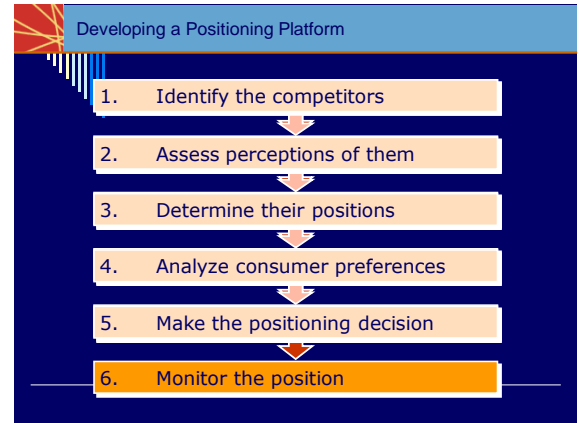 Developing a Positioning Platform
1. Identify the competitors
2. Assess perceptions of them
3. Determine their positions
4. Analyze consumer preferences
5. Make the positioning decision
6. Monitor the position